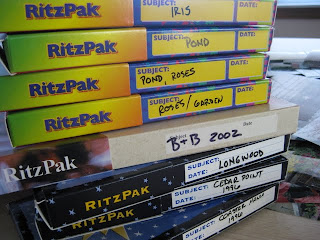 SUBJECT: DATE:
IRIS
RitzPak
SUBJECT: DATE:
POND
RitzPak
SUBJECT: DATE:
POND, ROSES
RitzPak
SUBJECT: DATE:
ROSES/GARDEN
RitzPak
Date
B+B 2002
RitzPak
SUBJECT: LONGWOOD
DATE:
RITZPAK
SUBJECT: CEDAR POINT
DATE: 1996
SUBJECT:
DATE: 1996